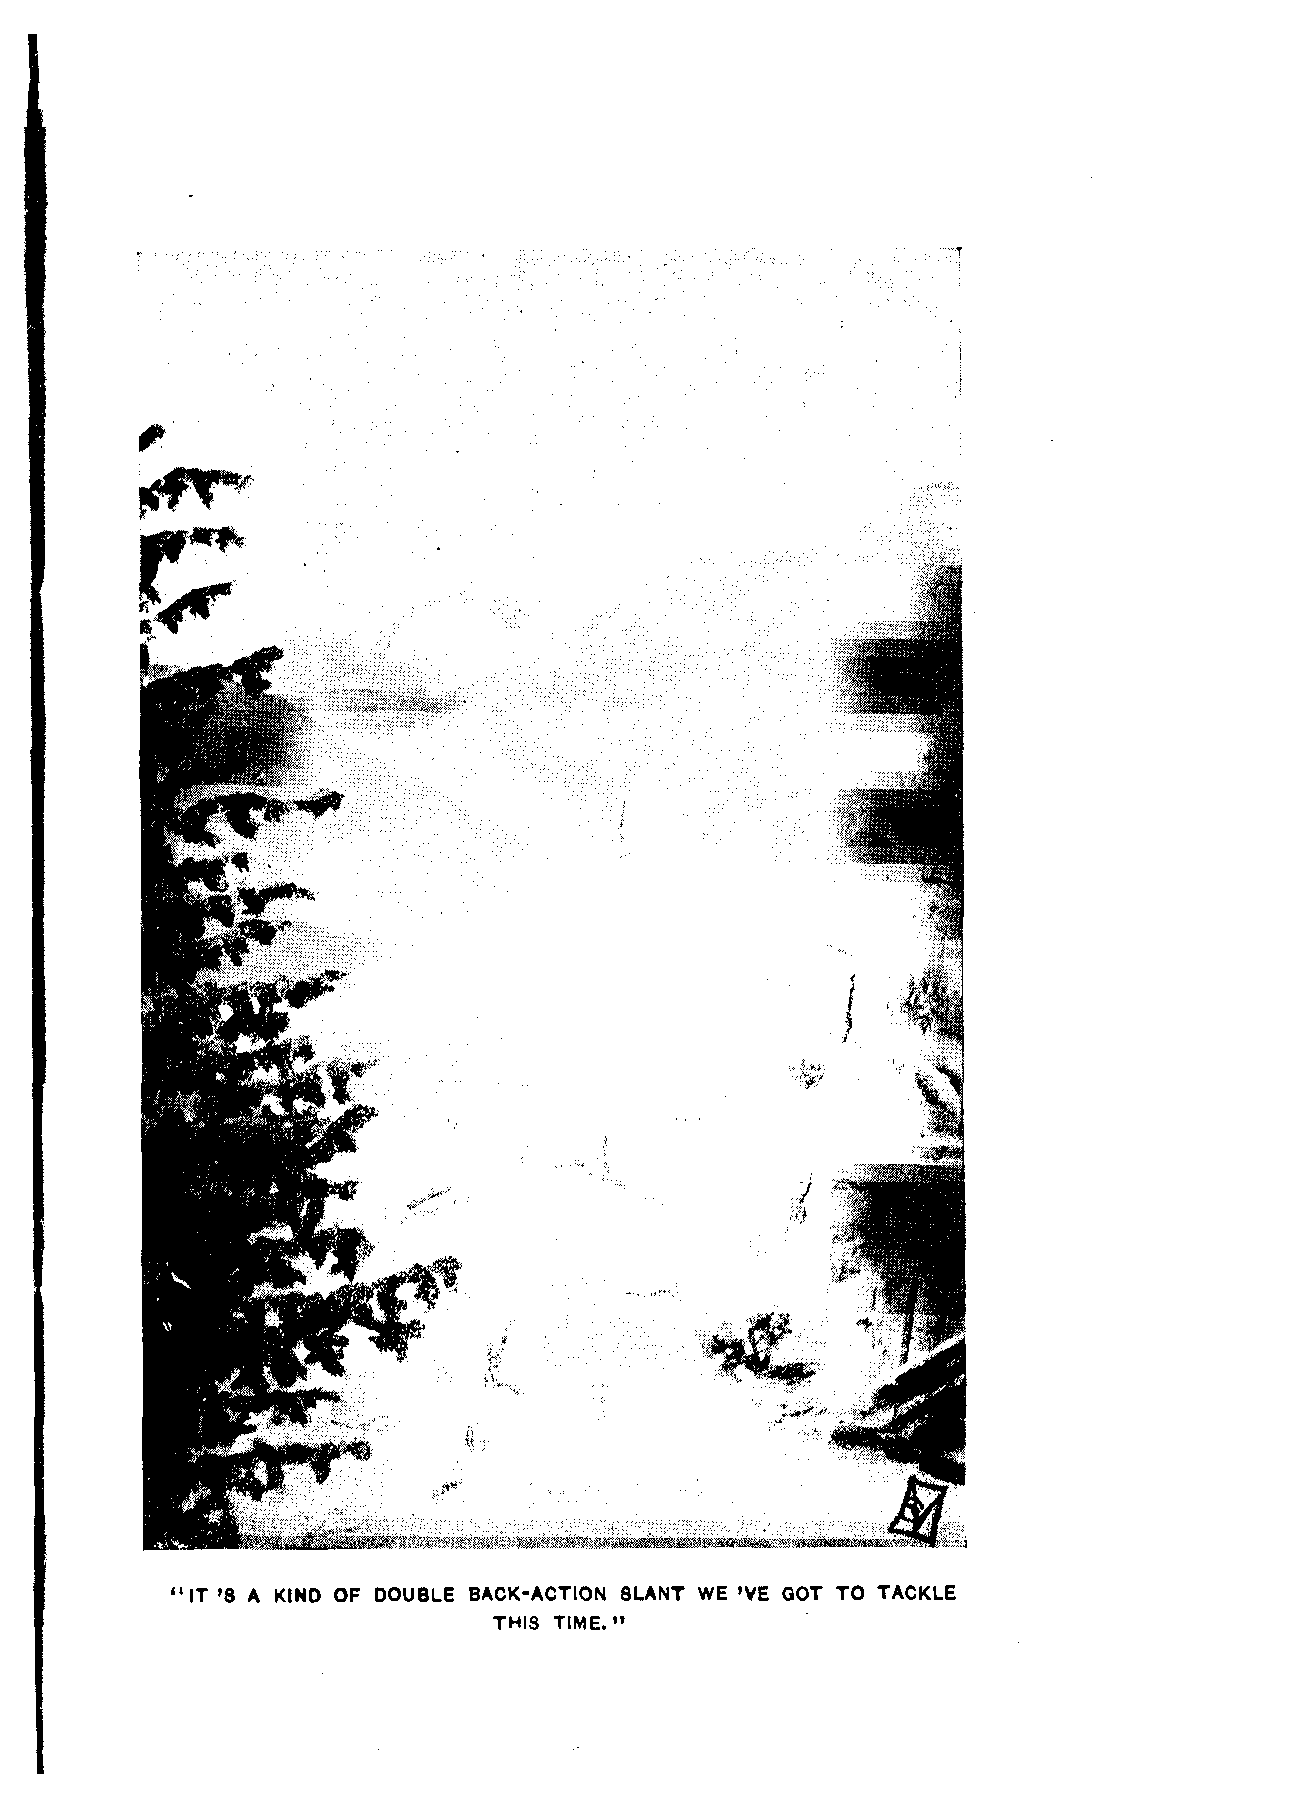 "IT 'S A KIND OF DOUBLE BACK-ACTION SLANT WE 'VE GOT TO TACKLE
THIS TIME."